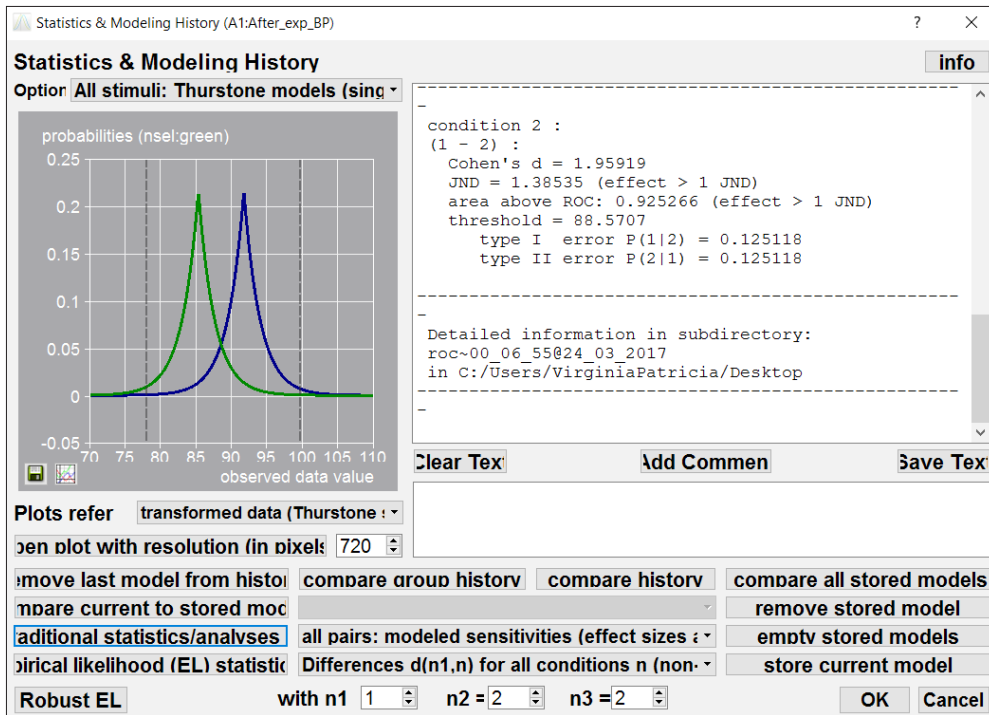 Statistics & Modeling History (A1:After_exp_BP)
? ×
Statistics & Modeling History
info
Option All stimuli: Thurstone models (sing
probabilities (nsel:green)
0.25
0.2
0.15
0.1
0.05
0
-0.05
70 75 80 85 90 95 100 105 110
observed data value
------------------------------------------------------
–
condition 2 :
(1 - 2) :
Cohen's d = 1.95919
JND = 1.38535 (effect > 1 JND)
area above ROC: 0.925266 (effect > 1 JND)
threshold = 88.5707
type I error P(1|2) = 0.125118
type II error P(2|1) = 0.125118
------------------------------------------------------
–
Detailed information in subdirectory:
roc~00_06_55@24_03_2017
in C:/Users/VirginiaPatricia/Desktop
------------------------------------------------------
–
Clear Text
Add Commen
Save Text
Plots refer transformed data (Thurstone s
pen plot with resolution (in pixels 720
emove last model from histor compare group history compare history compare all stored models
mpare current to stored mod remove stored model
raditional statistics/analyses all pairs: modeled sensitivities (effect sizes a empty stored models
pirical likelihood (EL) statistic Differences d(n1,n) for all conditions n (non- store current model
Robust EL with n1 1 n2 = 2 n3 = 2 OK Cancel